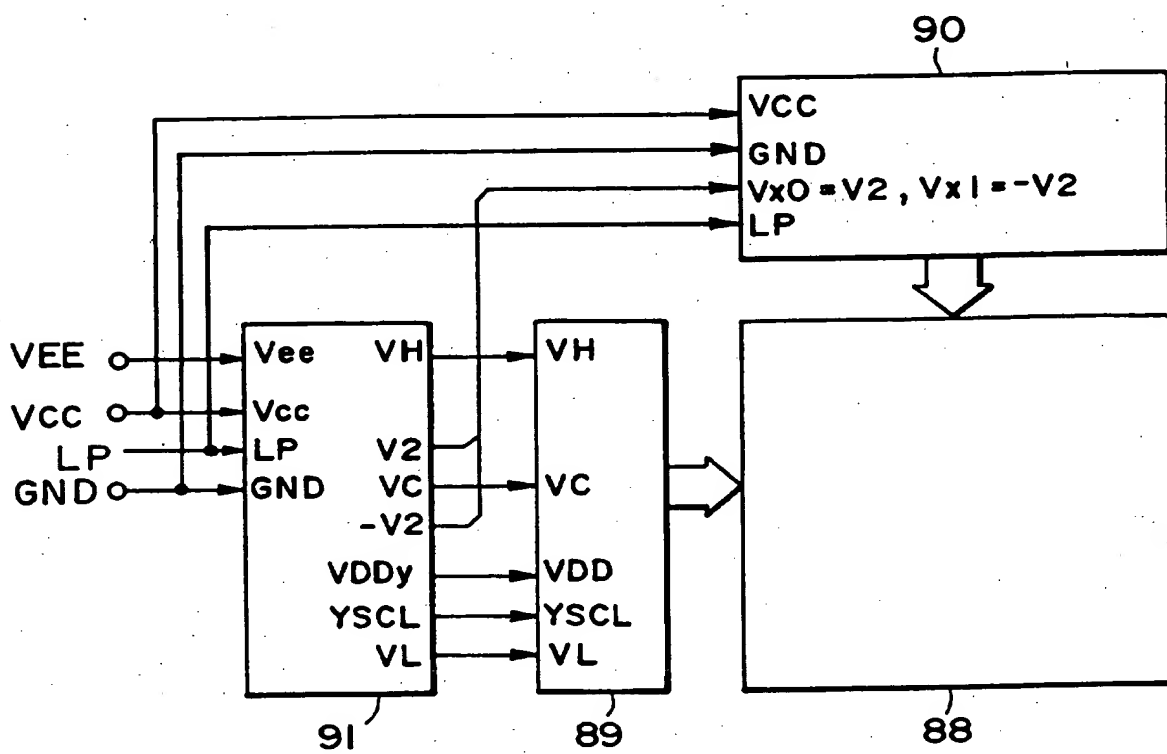 90
VCC
GND
Vx0=V2, Vx1=-V2
LP
VEE
VCC
LP
GND
Vee
Vcc
LP
GND
VH
V2
VC
-V2
VDDy
YSCL
VL
VH
VC
VDD
YSCL
VL
91
89
88